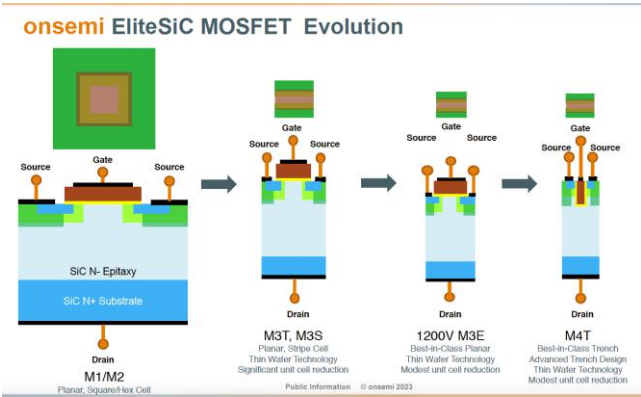 onsemi EliteSiC MOSFET Evolution
Source
Gate
Source
SiC N- Epitaxy
SiC N+ Substrate
Drain
M1/M2
Planar, Square/Hex Cell
Gate
Source
Source
Drain
M3T, M3S
Planar, Stripe Cell
Thin Wafer Technology
Significant unit cell reduction
Gate
Source
Source
Drain
1200V M3E
Best-in-Class Planar
Thin Wafer Technology
Modest unit cell reduction
Gate
Source
Source
Drain
M4T
Best-in-Class Trench
Advanced Trench Design
Thin Wafer Technology
Modest unit cell reduction
Public Information © onsemi 2023